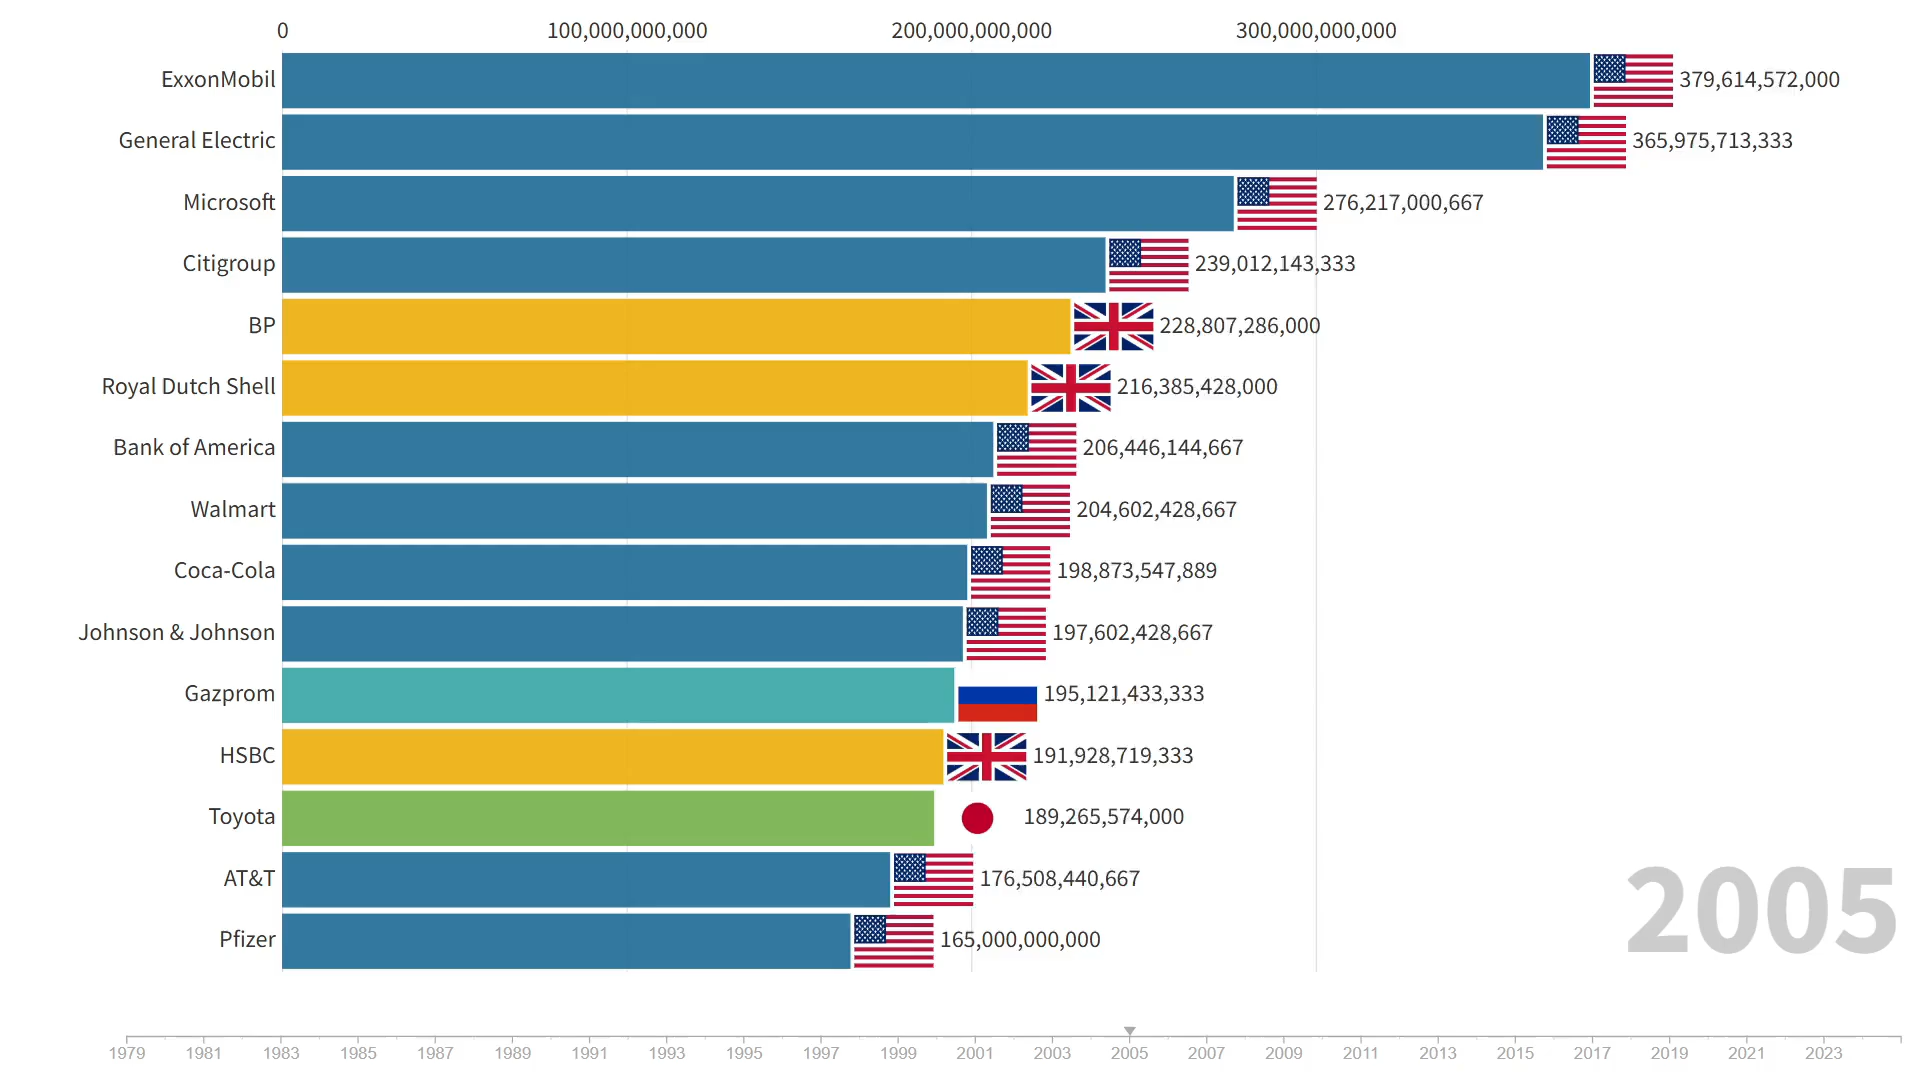 0 100,000,000,000 200,000,000,000 300,000,000,000
ExxonMobil 379,614,572,000
General Electric 365,975,713,333
Microsoft 276,217,000,667
Citigroup 239,012,143,333
BP 228,807,286,000
Royal Dutch Shell 216,385,428,000
Bank of America 206,446,144,667
Walmart 204,602,428,667
Coca-Cola 198,873,547,889
Johnson & Johnson 197,602,428,667
Gazprom 195,121,433,333
HSBC 191,928,719,333
Toyota 189,265,574,000
AT&T 176,508,440,667
Pfizer 165,000,000,000
2005
1979 1981 1983 1985 1987 1989 1991 1993 1995 1997 1999 2001 2003 2005 2007 2009 2011 2013 2015 2017 2019 2021 2023